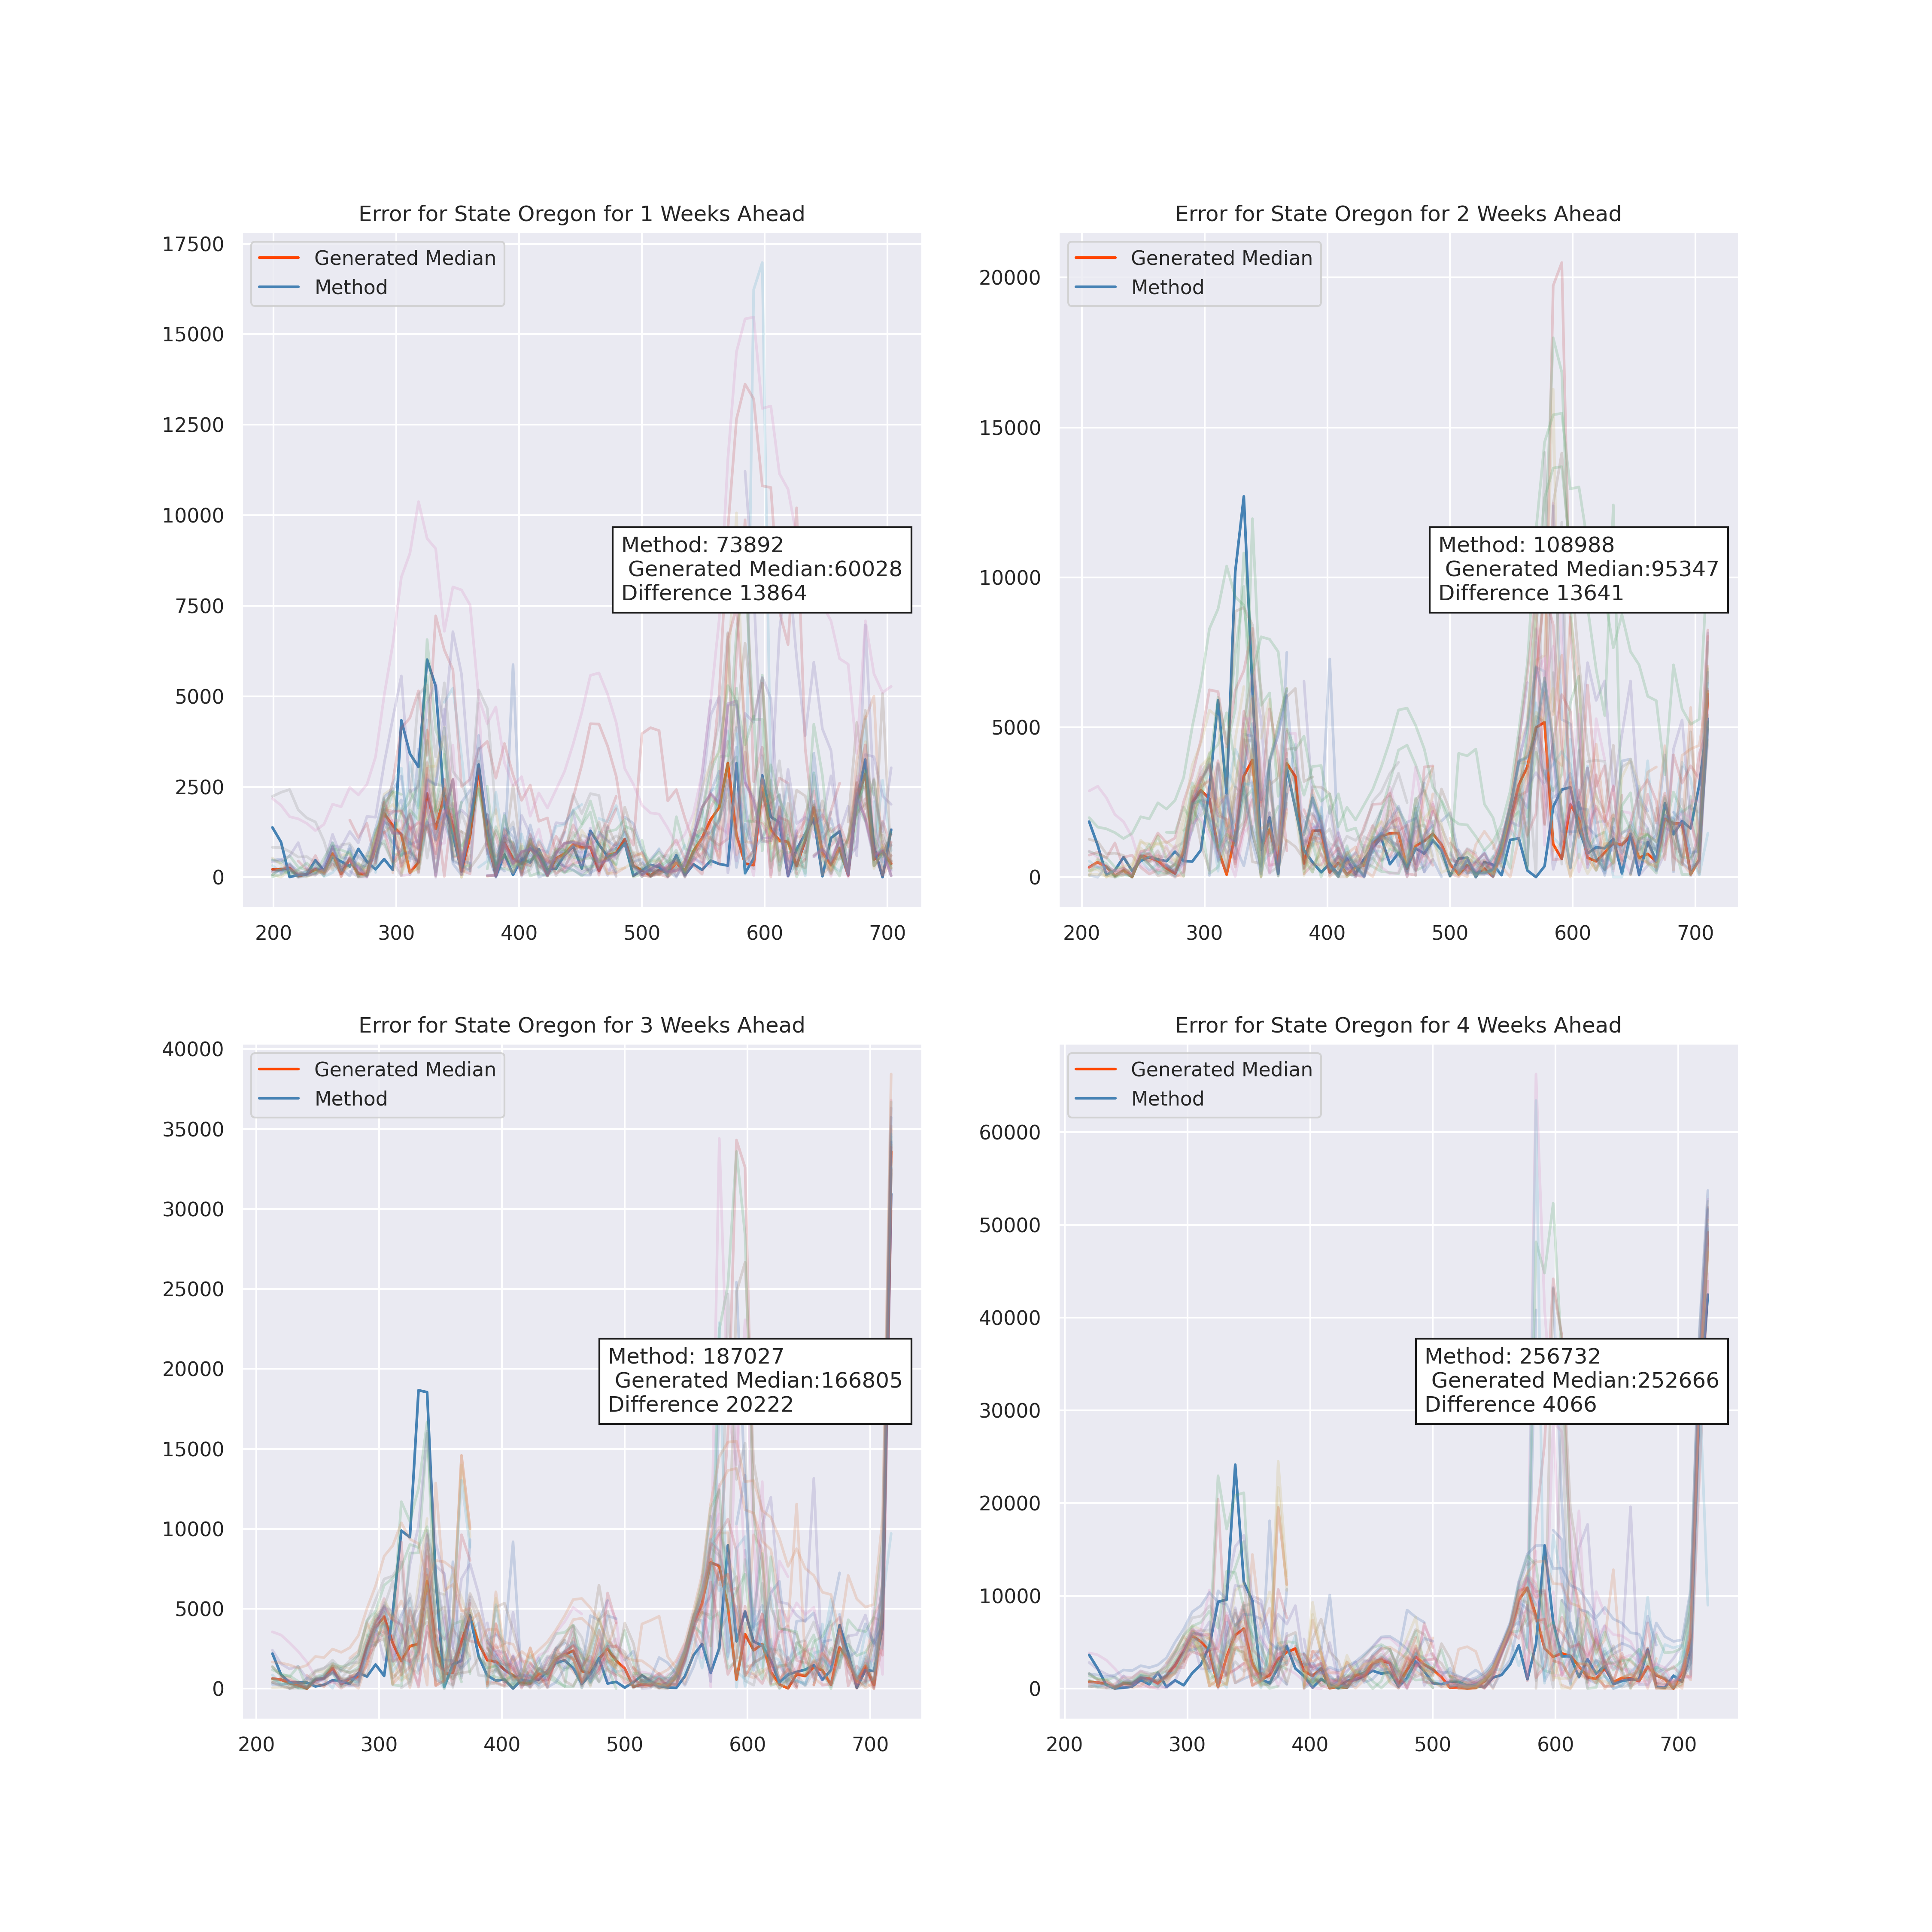 Error for State Oregon for 1 Weeks Ahead
17500
15000
12500
10000
7500
5000
2500
0
Generated Median
Method
Method: 73892
Generated Median:60028
Difference 13864
200 300 400 500 600 700
Error for State Oregon for 2 Weeks Ahead
20000
15000
10000
5000
0
Generated Median
Method
Method: 108988
Generated Median:95347
Difference 13641
200 300 400 500 600 700
Error for State Oregon for 3 Weeks Ahead
40000
35000
30000
25000
20000
15000
10000
5000
0
Generated Median
Method
Method: 187027
Generated Median:166805
Difference 20222
200 300 400 500 600 700
Error for State Oregon for 4 Weeks Ahead
60000
50000
40000
30000
20000
10000
0
Generated Median
Method
Method: 256732
Generated Median:252666
Difference 4066
200 300 400 500 600 700